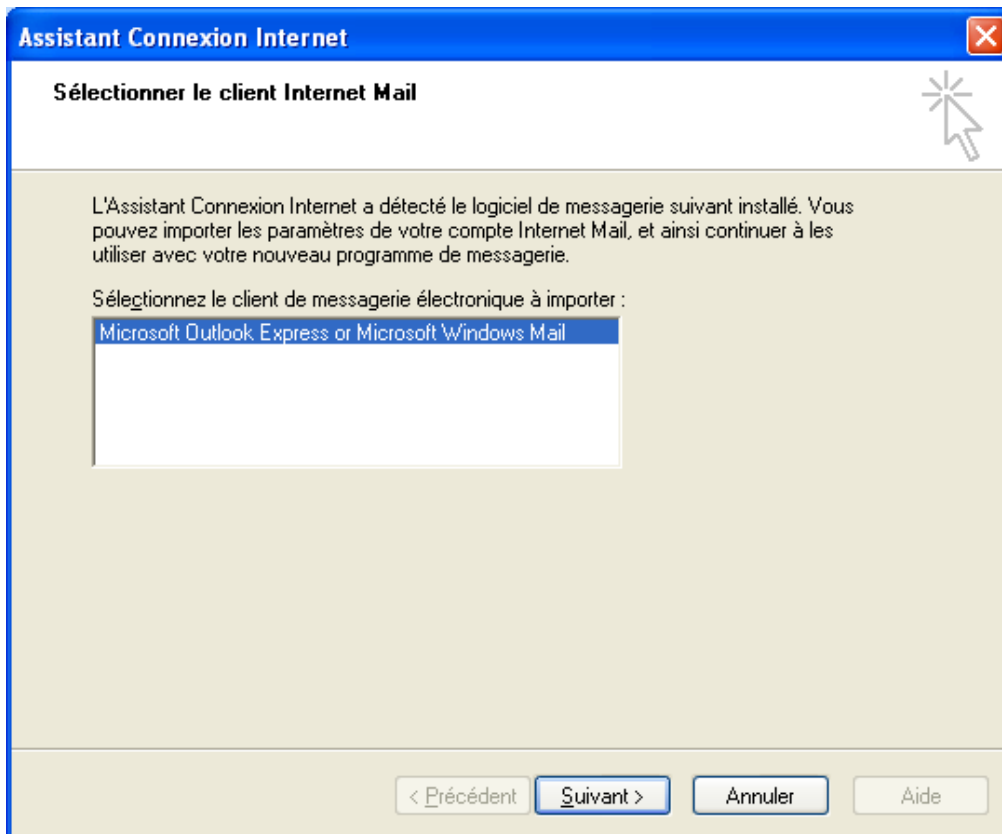 Assistant Connexion Internet
Sélectionner le client Internet Mail
L'Assistant Connexion Internet a détecté le logiciel de messagerie suivant installé. Vous
pouvez importer les paramètres de votre compte Internet Mail, et ainsi continuer à les
utiliser avec votre nouveau programme de messagerie.
Sélectionnez le client de messagerie électronique à importer :
Microsoft Outlook Express or Microsoft Windows Mail
< Précédent Suivant > Annuler Aide